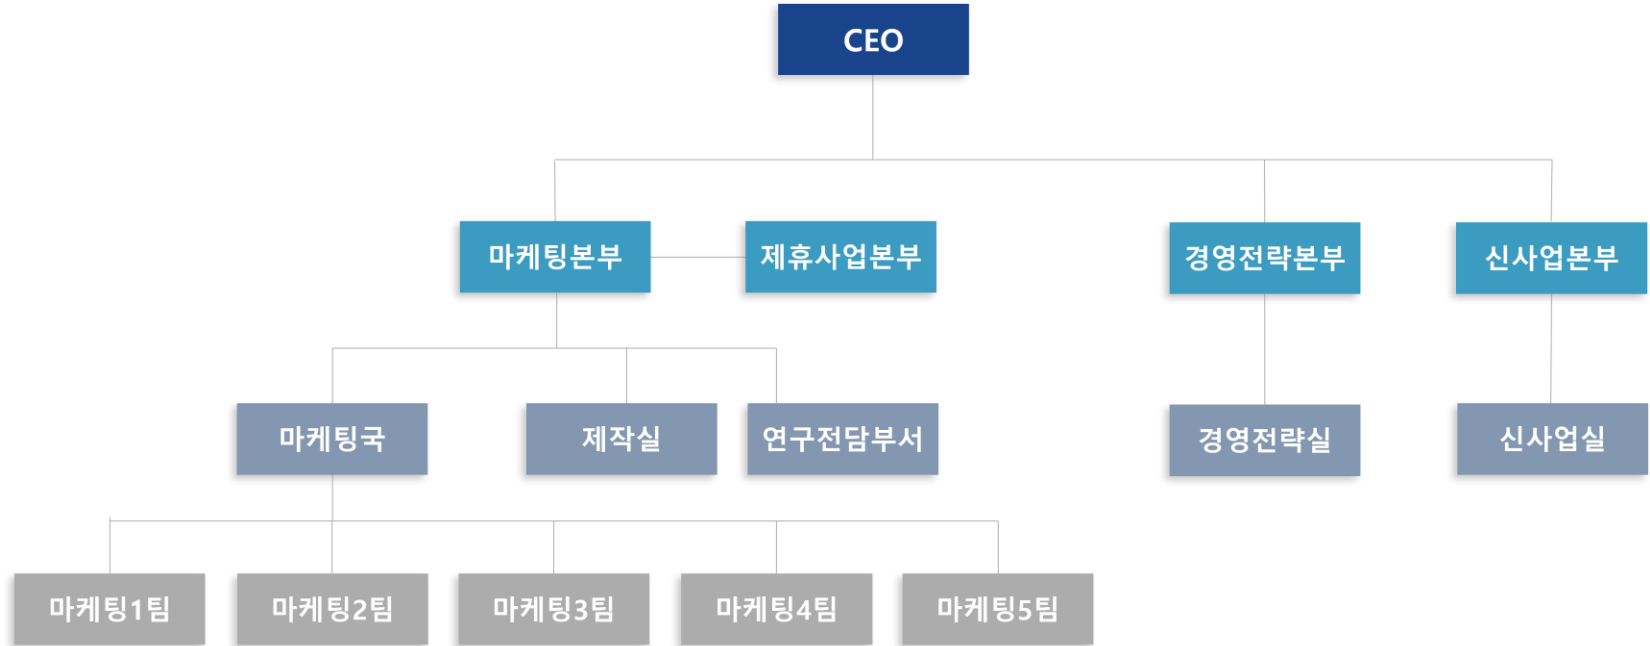 CEO
마케팅본부
제휴사업본부
경영전략본부
신사업본부
마케팅국
제작실
연구전담부서
경영전략실
신사업실
마케팅1팀
마케팅2팀
마케팅3팀
마케팅4팀
마케팅5팀